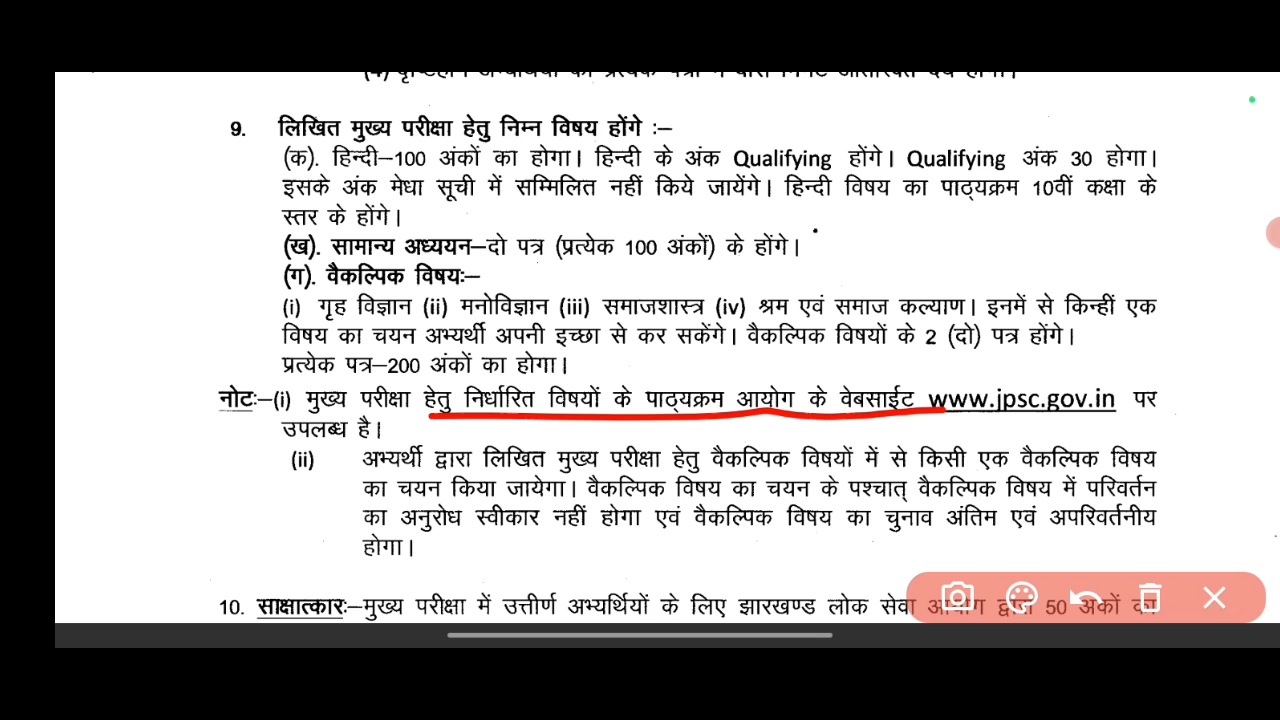 9. लिखित मुख्य परीक्षा हेतु निम्न विषय होंगे :–
(क). हिन्दी–100 अंकों का होगा। हिन्दी के अंक Qualifying होंगे। Qualifying अंक 30 होगा।
इसके अंक मेधा सूची में सम्मिलित नहीं किये जायेंगे। हिन्दी विषय का पाठ्यक्रम 10वीं कक्षा के
स्तर के होंगे।
(ख). सामान्य अध्ययन–दो पत्र (प्रत्येक 100 अंकों) के होंगे।
(ग). वैकल्पिक विषयः–
(i) गृह विज्ञान (ii) मनोविज्ञान (iii) समाजशास्त्र (iv) श्रम एवं समाज कल्याण। इनमें से किन्हीं एक
विषय का चयन अभ्यर्थी अपनी इच्छा से कर सकेंगे। वैकल्पिक विषयों के 2 (दो) पत्र होंगे।
प्रत्येक पत्र–200 अंकों का होगा।
नोटः–(i) मुख्य परीक्षा हेतु निर्धारित विषयों के पाठ्यक्रम आयोग के वेबसाईट www.jpsc.gov.in पर
उपलब्ध है।
(ii) अभ्यर्थी द्वारा लिखित मुख्य परीक्षा हेतु वैकल्पिक विषयों में से किसी एक वैकल्पिक विषय
का चयन किया जायेगा। वैकल्पिक विषय का चयन के पश्चात् वैकल्पिक विषय में परिवर्तन
का अनुरोध स्वीकार नहीं होगा एवं वैकल्पिक विषय का चुनाव अंतिम एवं अपरिवर्तनीय
होगा।
10. साक्षात्कारः–मुख्य परीक्षा में उत्तीर्ण अभ्यर्थियों के लिए झारखण्ड लोक सेवा आयोग द्वारा 50 अंकों का